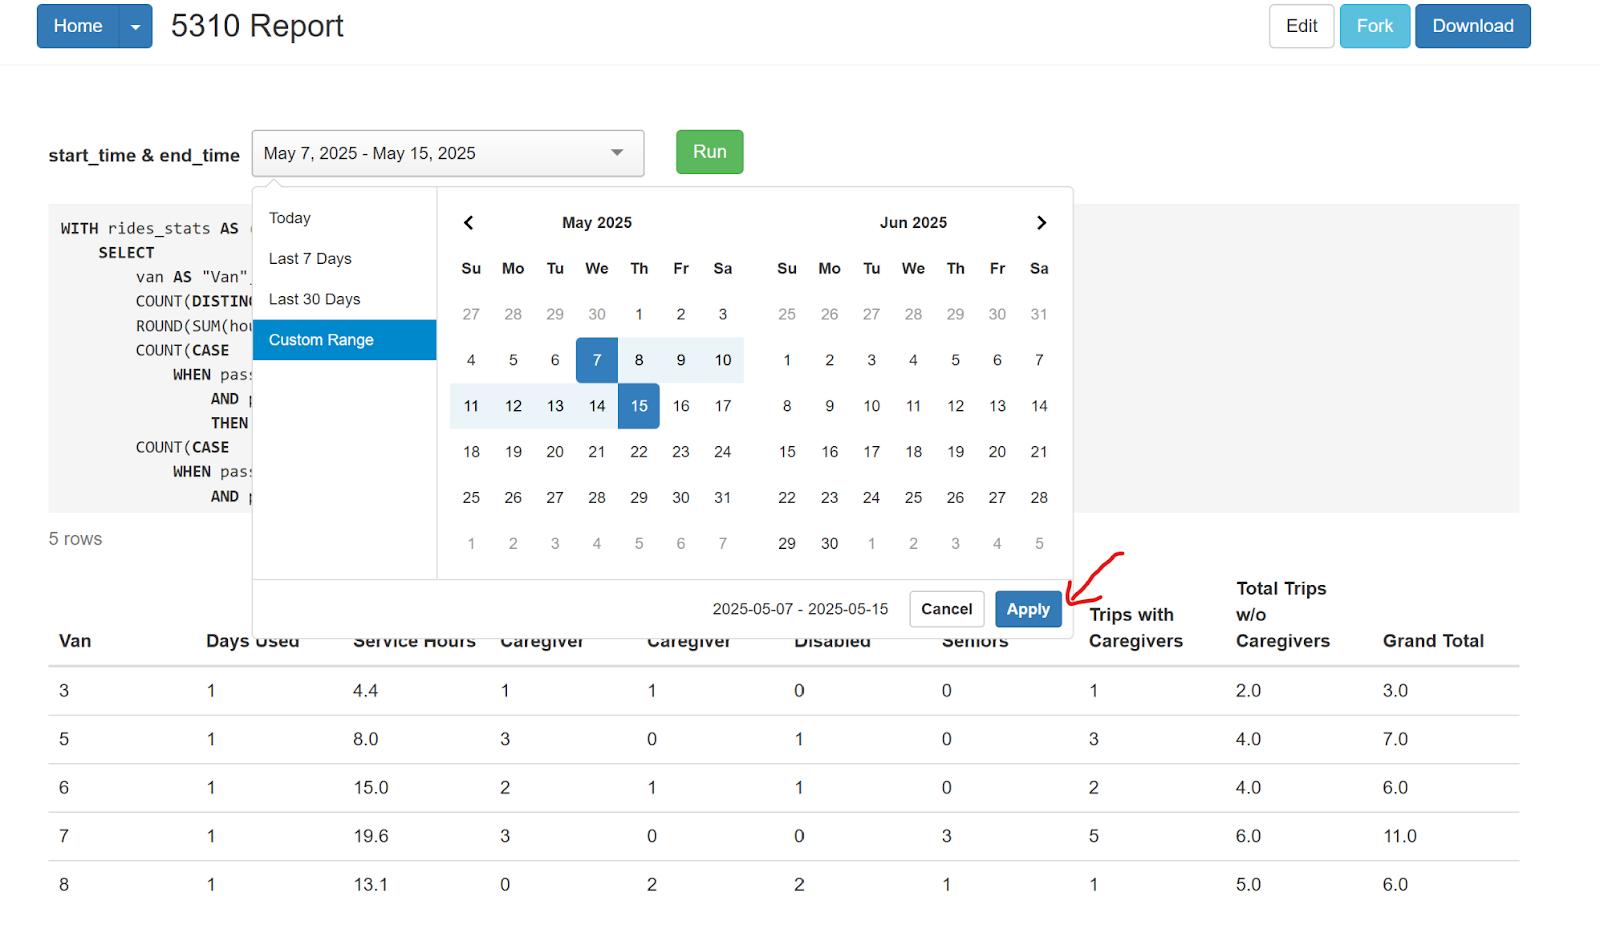 Home 5310 Report Edit Fork Download
start_time & end_time May 7, 2025 - May 15, 2025 Run
Today
Last 7 Days
Last 30 Days
Custom Range
May 2025
Su Mo Tu We Th Fr Sa
27 28 29 30 1 2 3
4 5 6 7 8 9 10
11 12 13 14 15 16 17
18 19 20 21 22 23 24
25 26 27 28 29 30 31
1 2 3 4 5 6 7
Jun 2025
Su Mo Tu We Th Fr Sa
25 26 27 28 29 30 31
1 2 3 4 5 6 7
8 9 10 11 12 13 14
15 16 17 18 19 20 21
22 23 24 25 26 27 28
29 30 1 2 3 4 5
2025-05-07 - 2025-05-15 Cancel Apply
WITH rides_stats AS
SELECT
van AS "Van"
COUNT(DISTINC
ROUND(SUM(hou
COUNT(CASE
WHEN pass
AND p
THEN
COUNT(CASE
WHEN pass
AND p
5 rows
Van Days Used Service Hours Caregiver Caregiver Disabled Seniors Trips with Caregivers Total Trips w/o Caregivers Grand Total
3 1 4.4 1 1 0 0 1 2.0 3.0
5 1 8.0 3 0 1 0 3 4.0 7.0
6 1 15.0 2 1 1 0 2 4.0 6.0
7 1 19.6 3 0 0 3 5 6.0 11.0
8 1 13.1 0 2 2 1 1 5.0 6.0